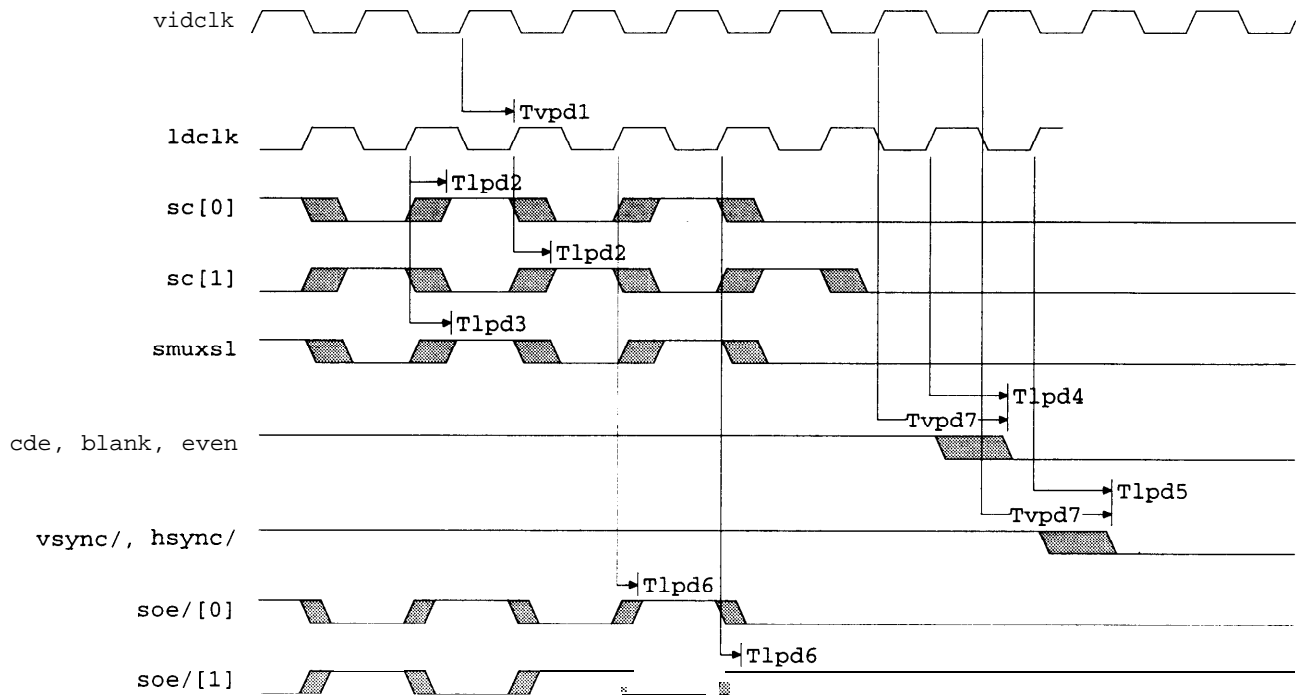 vidclk
Tvpd1
ldclk
Tlpd2
sc[0]
Tlpd2
sc[1]
Tlpd3
smuxsl
Tlpd4
Tvpd7
cde, blank, even
Tlpd5
Tvpd7
vsync/, hsync/
Tlpd6
soe/[0]
Tlpd6
soe/[1]